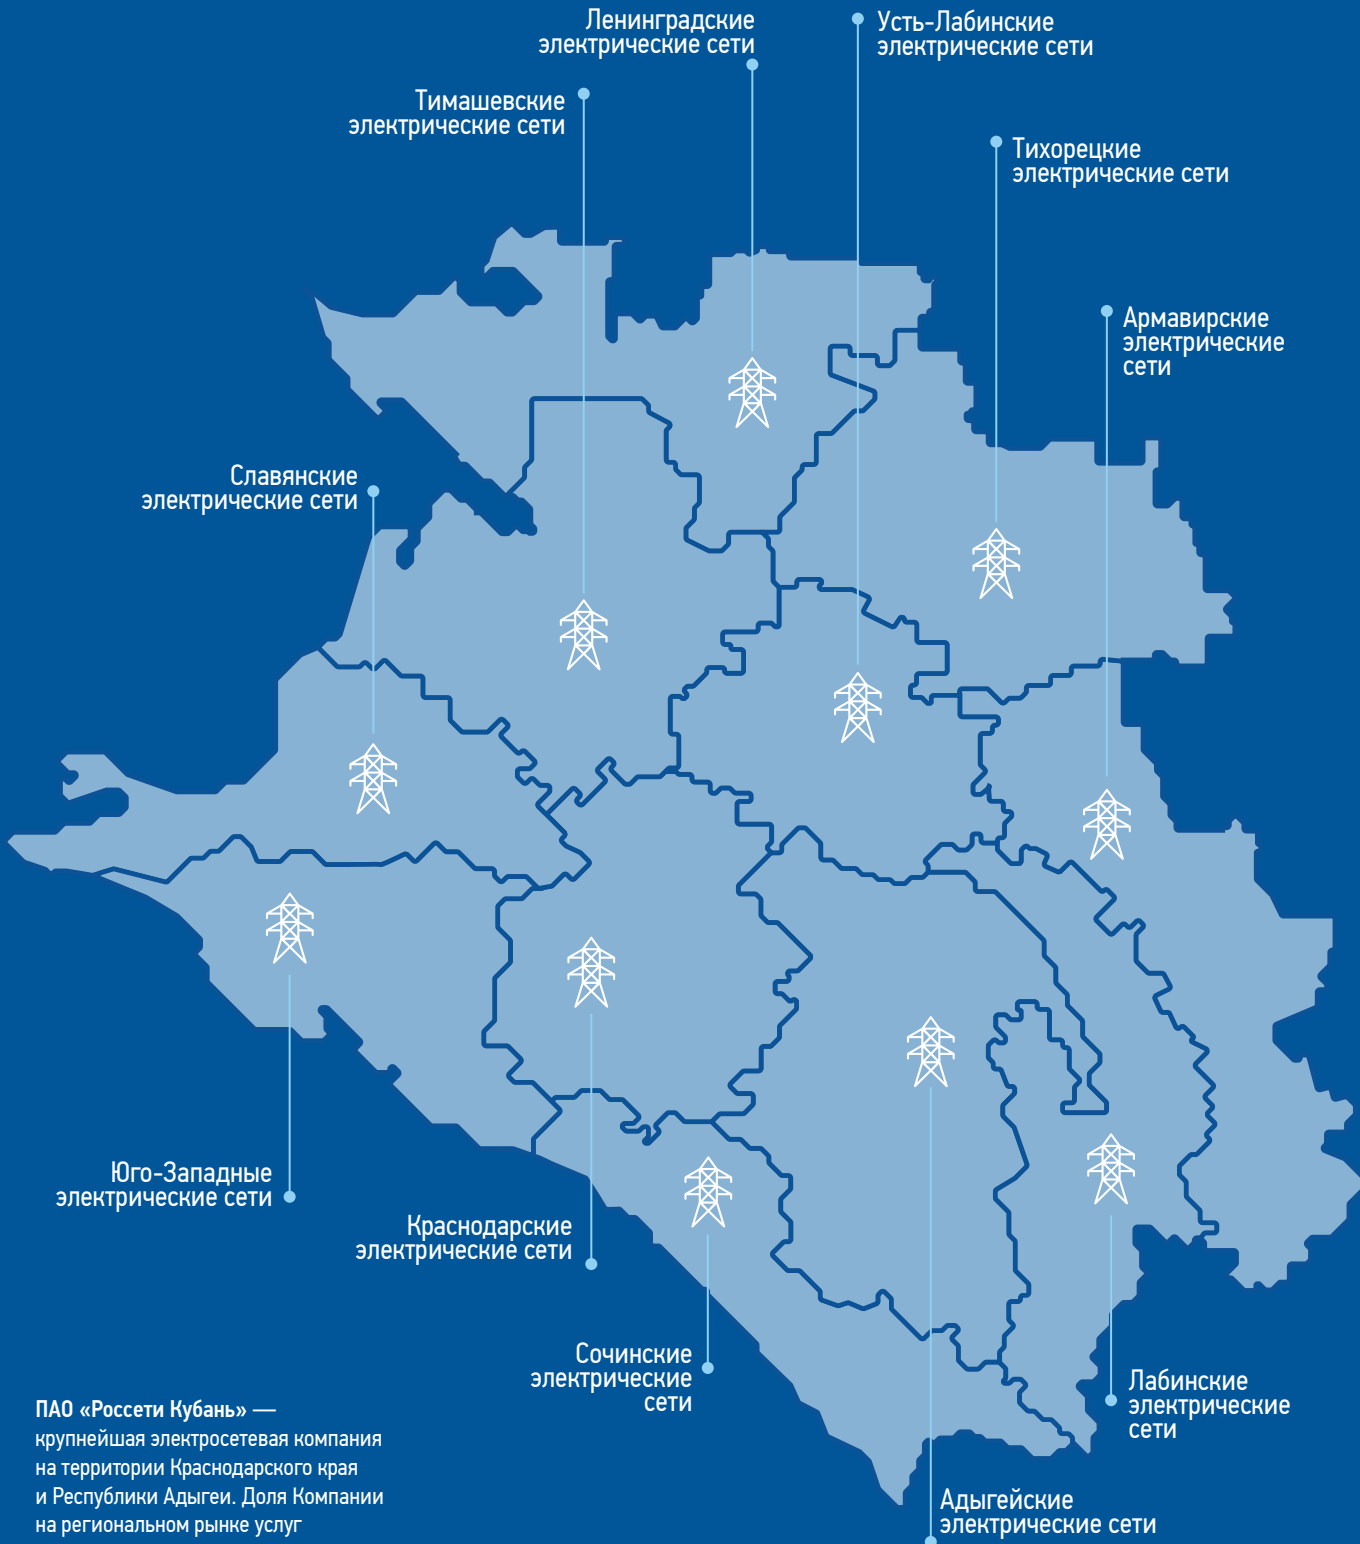 Ленинградские
электрические сети
Усть-Лабинские
электрические сети
Тимашевские
электрические сети
Тихорецкие
электрические сети
Армавирские
электрические
сети
Славянские
электрические сети
Юго-Западные
электрические сети
Краснодарские
электрические сети
Сочинские
электрические
сети
Лабинские
электрические
сети
Адыгейские
электрические сети
ПАО «Россети Кубань» —
крупнейшая электросетевая компания
на территории Краснодарского края
и Республики Адыгеи. Доля Компании
на региональном рынке услуг